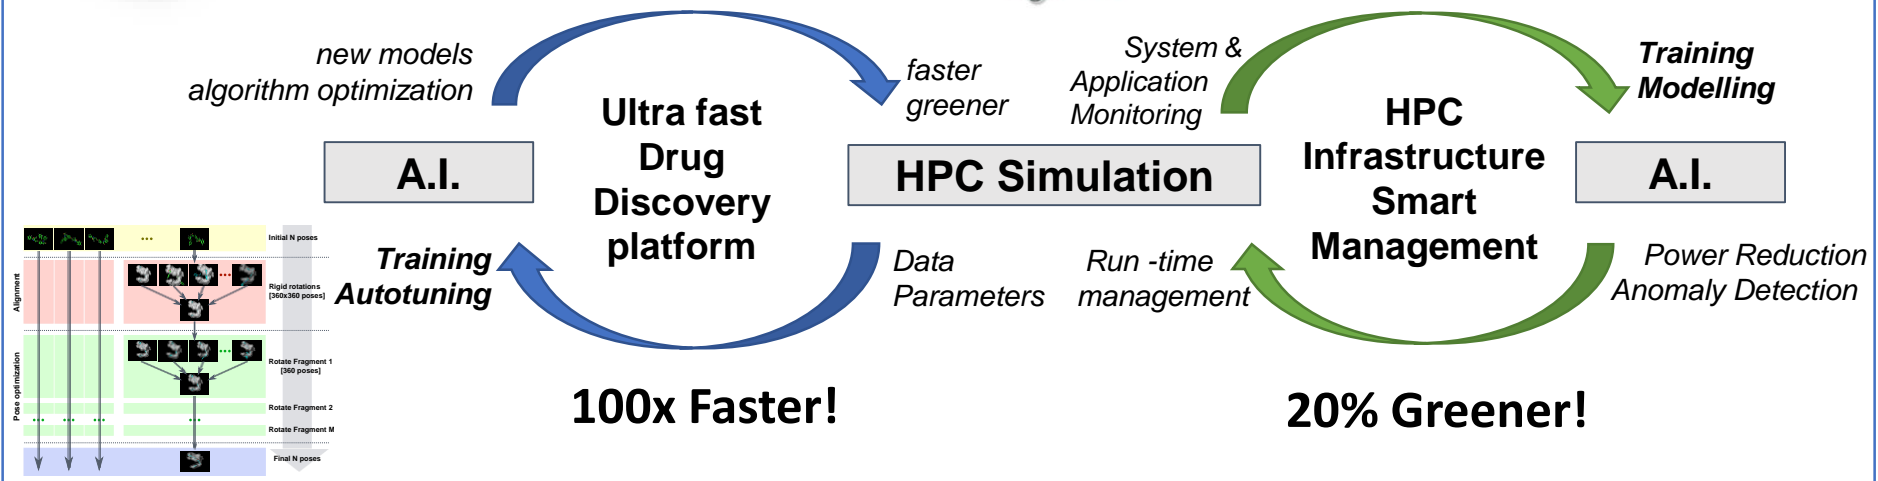 new models
algorithm optimization
faster
greener
System &
Application
Monitoring
Training
Modelling
Ultra fast
Drug
Discovery
platform
HPC
Infrastructure
Smart
Management
A.I.
HPC Simulation
A.I.
Training
Autotuning
Data
Parameters
Run -time
management
Power Reduction
Anomaly Detection
100x Faster!
20% Greener!
Initial N poses
...
Alignment
Rigid rotations
[360x360 poses]
...
Pose optimization
Rotate Fragment 1
[360 poses]
...
Rotate Fragment 2
... ... ... ...
Rotate Fragment M
Final N poses